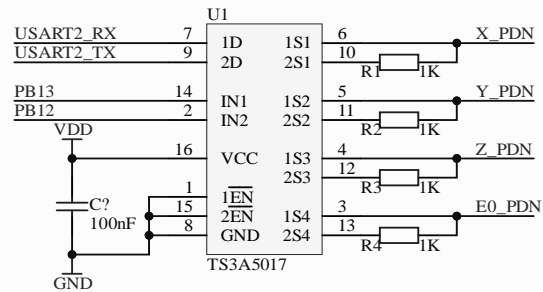 U1
USART2_RX 7 1D 1S1 6 X_PDN
USART2_TX 9 2D 2S1 10 R1 1K
PB13 14 IN1 1S2 5 Y_PDN
PB12 2 IN2 2S2 11 R2 1K
VDD
16 VCC 1S3 4 Z_PDN
2S3 12 R3 1K
1 1EN
C? 100nF
15 2EN 1S4 3 E0_PDN
8 GND 2S4 13 R4 1K
GND
TS3A5017